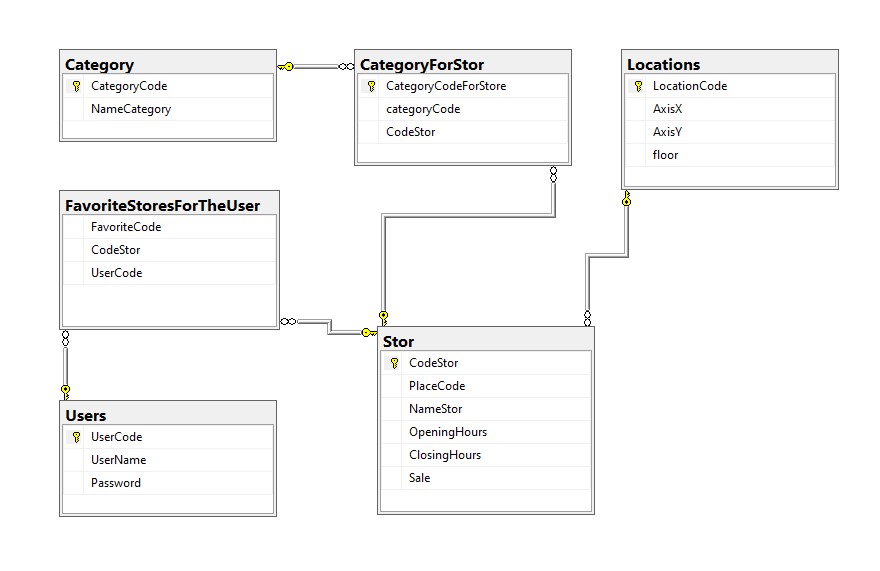 Category
CategoryCode
NameCategory
CategoryForStor
CategoryCodeForStore
categoryCode
CodeStor
Locations
LocationCode
AxisX
AxisY
floor
FavoriteStoresForTheUser
FavoriteCode
CodeStor
UserCode
Stor
CodeStor
PlaceCode
NameStor
OpeningHours
ClosingHours
Sale
Users
UserCode
UserName
Password